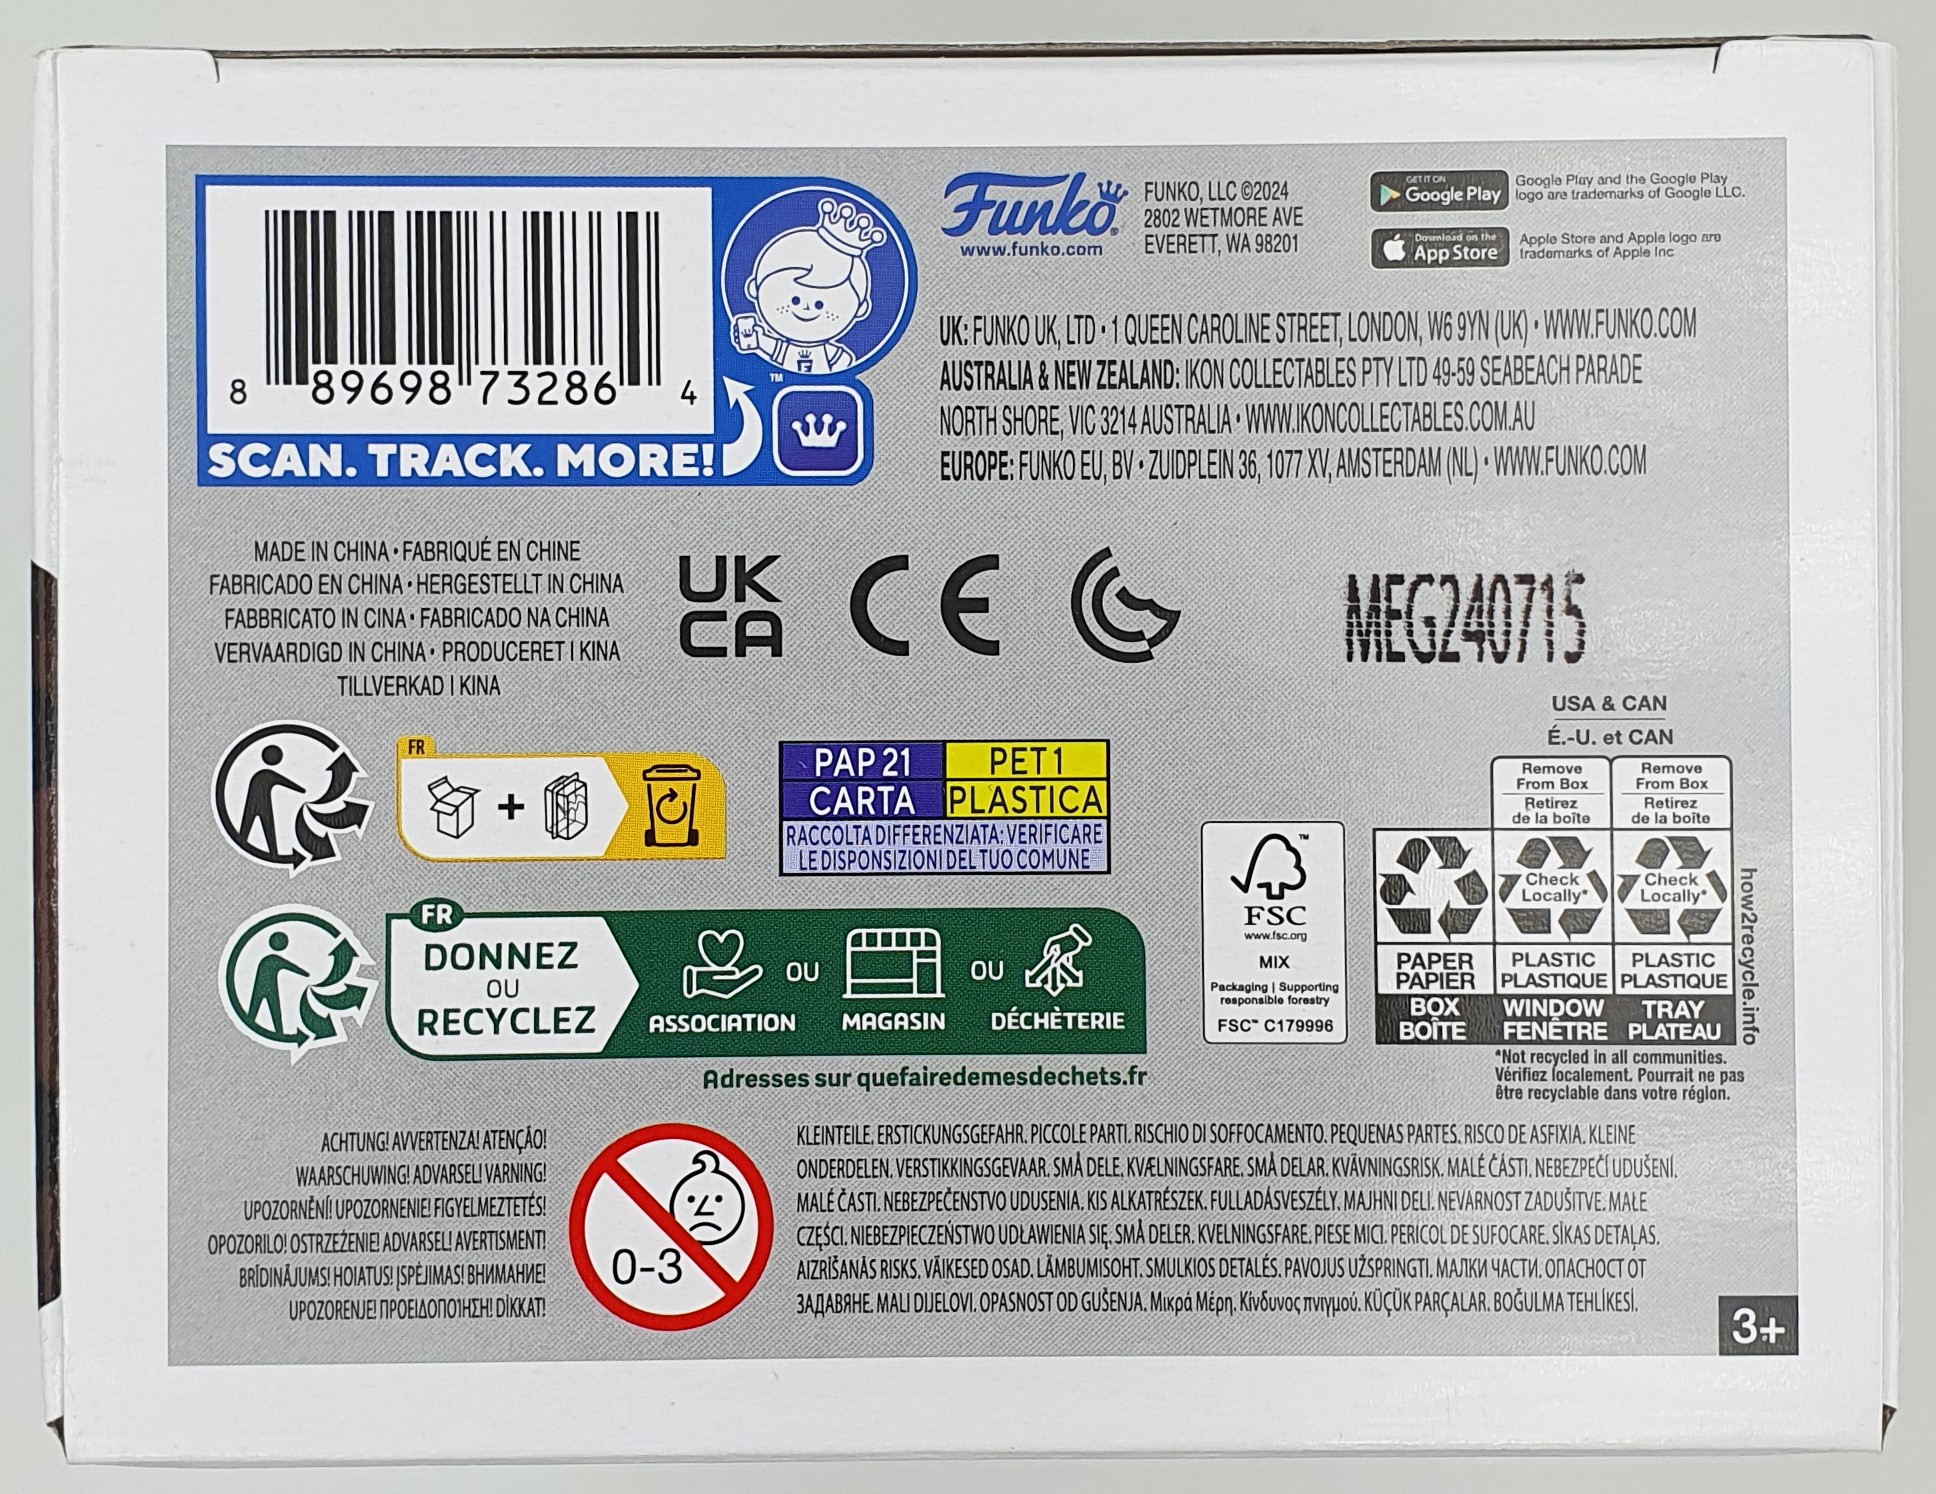 8 89698 73286 4
SCAN. TRACK. MORE!
TM
Funko
www.funko.com
FUNKO, LLC ©2024
2802 WETMORE AVE
EVERETT, WA 98201
GET IT ON
Google Play
Google Play and the Google Play
logo are trademarks of Google LLC.
Download on the
App Store
Apple Store and Apple logo are
trademarks of Apple Inc
UK: FUNKO UK, LTD • 1 QUEEN CAROLINE STREET, LONDON, W6 9YN (UK) • WWW.FUNKO.COM
AUSTRALIA & NEW ZEALAND: IKON COLLECTABLES PTY LTD 49-59 SEABEACH PARADE
NORTH SHORE, VIC 3214 AUSTRALIA • WWW.IKONCOLLECTABLES.COM.AU
EUROPE: FUNKO EU, BV • ZUIDPLEIN 36, 1077 XV, AMSTERDAM (NL) • WWW.FUNKO.COM
MADE IN CHINA • FABRIQUÉ EN CHINE
FABRICADO EN CHINA • HERGESTELLT IN CHINA
FABBRICATO IN CINA • FABRICADO NA CHINA
VERVAARDIGD IN CHINA • PRODUCERET I KINA
TILLVERKAD I KINA
UK
CA
CE
MEG240715
FR
+
PAP 21
CARTA
PET 1
PLASTICA
RACCOLTA DIFFERENZIATA: VERIFICARE
LE DISPONSIZIONI DEL TUO COMUNE
FR
DONNEZ
OU
RECYCLEZ
ASSOCIATION
OU
MAGASIN
OU
DÉCHÈTERIE
Adresses sur quefairedemesdechets.fr
TM
FSC
www.fsc.org
MIX
Packaging | Supporting
responsible forestry
FSC™ C179996
USA & CAN
É.-U. et CAN
Remove
From Box
Retirez
de la boîte
Remove
From Box
Retirez
de la boîte
Check
Locally*
Check
Locally*
PAPER
PAPIER
PLASTIC
PLASTIQUE
PLASTIC
PLASTIQUE
BOX
BOÎTE
WINDOW
FENÊTRE
TRAY
PLATEAU
how2recycle.info
*Not recycled in all communities.
Vérifiez localement. Pourrait ne pas
être recyclable dans votre région.
ACHTUNG! AVVERTENZA! ATENÇÃO!
WAARSCHUWING! ADVARSEL! VARNING!
UPOZORNĚNÍ! UPOZORNENIE! FIGYELMEZTETÉS!
OPOZORILO! OSTRZEŻENIE! ADVARSEL! AVERTISMENT!
BRĪDINĀJUMS! HOIATUS! ĮSPĖJIMAS! ВНИМАНИЕ!
UPOZORENJE! ΠΡΟΕΙΔΟΠΟΊΗΣΗ! DİKKAT!
0-3
KLEINTEILE. ERSTICKUNGSGEFAHR. PICCOLE PARTI. RISCHIO DI SOFFOCAMENTO. PEQUENAS PARTES. RISCO DE ASFIXIA. KLEINE
ONDERDELEN. VERSTIKKINGSGEVAAR. SMÅ DELE. KVÆLNINGSFARE. SMÅ DELAR. KVÄVNINGSRISK. MALÉ ČÁSTI. NEBEZPEČÍ UDUŠENÍ.
MALÉ ČASTI. NEBEZPEČENSTVO UDUSENIA. KIS ALKATRÉSZEK. FULLADÁSVESZÉLY. MAJHNI DELI. NEVARNOST ZADUŠITVE. MAŁE
CZĘŚCI. NIEBEZPIECZEŃSTWO UDŁAWIENIA SIĘ. SMÅ DELER. KVELNINGSFARE. PIESE MICI. PERICOL DE SUFOCARE. SĪKAS DETAĻAS.
AIZRĪŠANĀS RISKS. VÄIKESED OSAD. LÄMBUMISOHT. SMULKIOS DETALĖS. PAVOJUS UŽSPRINGTI. МАЛКИ ЧАСТИ. ОПАСНОСТ ОТ
ЗАДАВЯНЕ. MALI DIJELOVI. OPASNOST OD GUŠENJA. Μικρά Μέρη. Κίνδυνος πνιγμού. KÜÇÜK PARÇALAR. BOĞULMA TEHLİKESİ.
3+